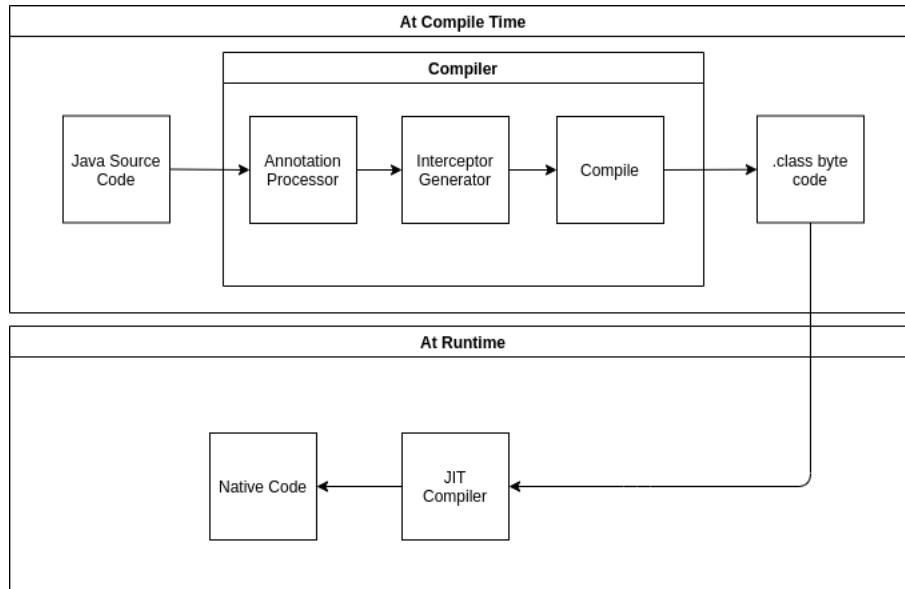 At Compile Time
Compiler
Java Source
Code
Annotation
Processor
Interceptor
Generator
Compile
.class byte
code
At Runtime
Native Code
JIT
Compiler